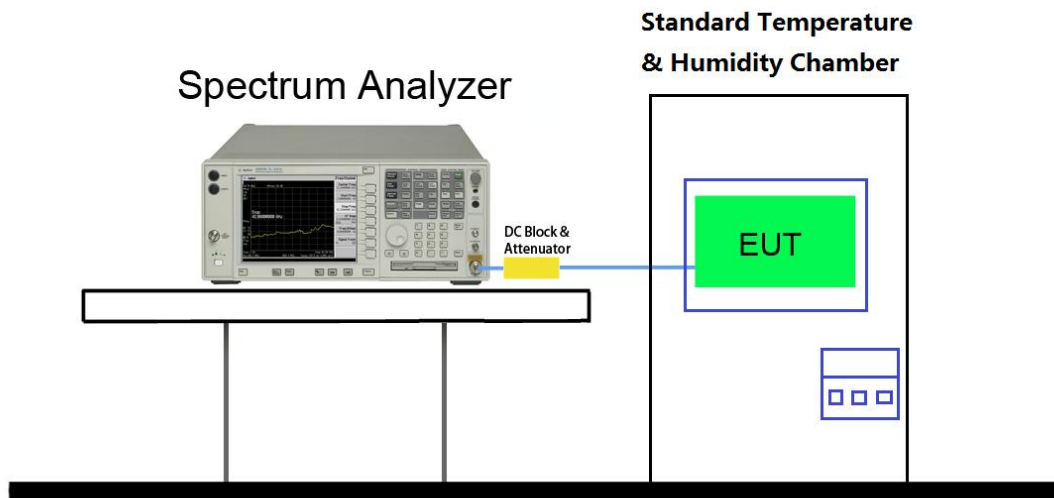 Standard Temperature
& Humidity Chamber
Spectrum Analyzer
DC Block &
Attenuator
EUT